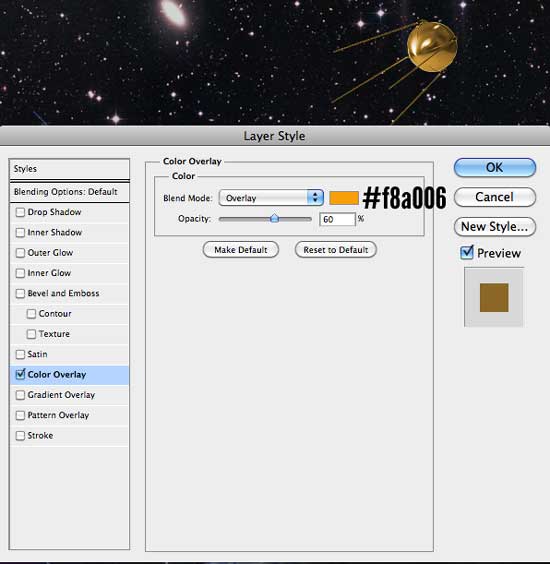 Layer Style
Styles
Blending Options: Default
Drop Shadow
Inner Shadow
Outer Glow
Inner Glow
Bevel and Emboss
Contour
Texture
Satin
Color Overlay
Gradient Overlay
Pattern Overlay
Stroke
Color Overlay
Color
Blend Mode: Overlay #f8a006
Opacity: 60 %
Make Default Reset to Default
OK
Cancel
New Style...
Preview